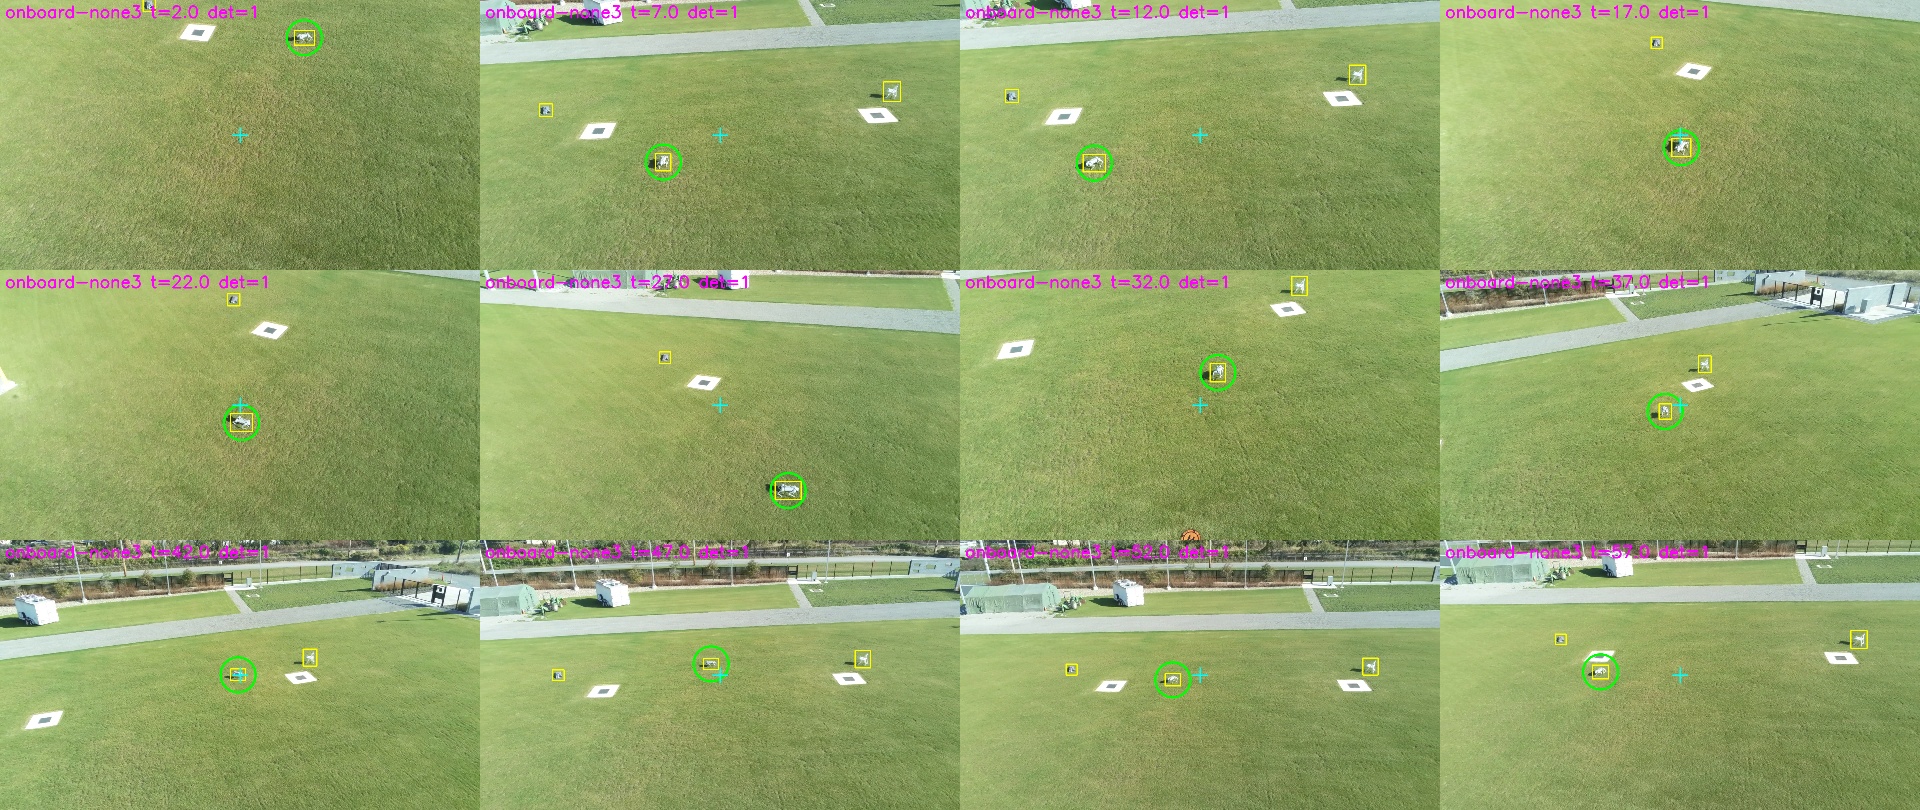 onboard-none3 t=2.0 det=1
onboard-none3 t=7.0 det=1
onboard-none3 t=12.0 det=1
onboard-none3 t=17.0 det=1
onboard-none3 t=22.0 det=1
onboard-none3 t=27.0 det=1
onboard-none3 t=32.0 det=1
onboard-none3 t=37.0 det=1
onboard-none3 t=42.0 det=1
onboard-none3 t=47.0 det=1
onboard-none3 t=52.0 det=1
onboard-none3 t=57.0 det=1